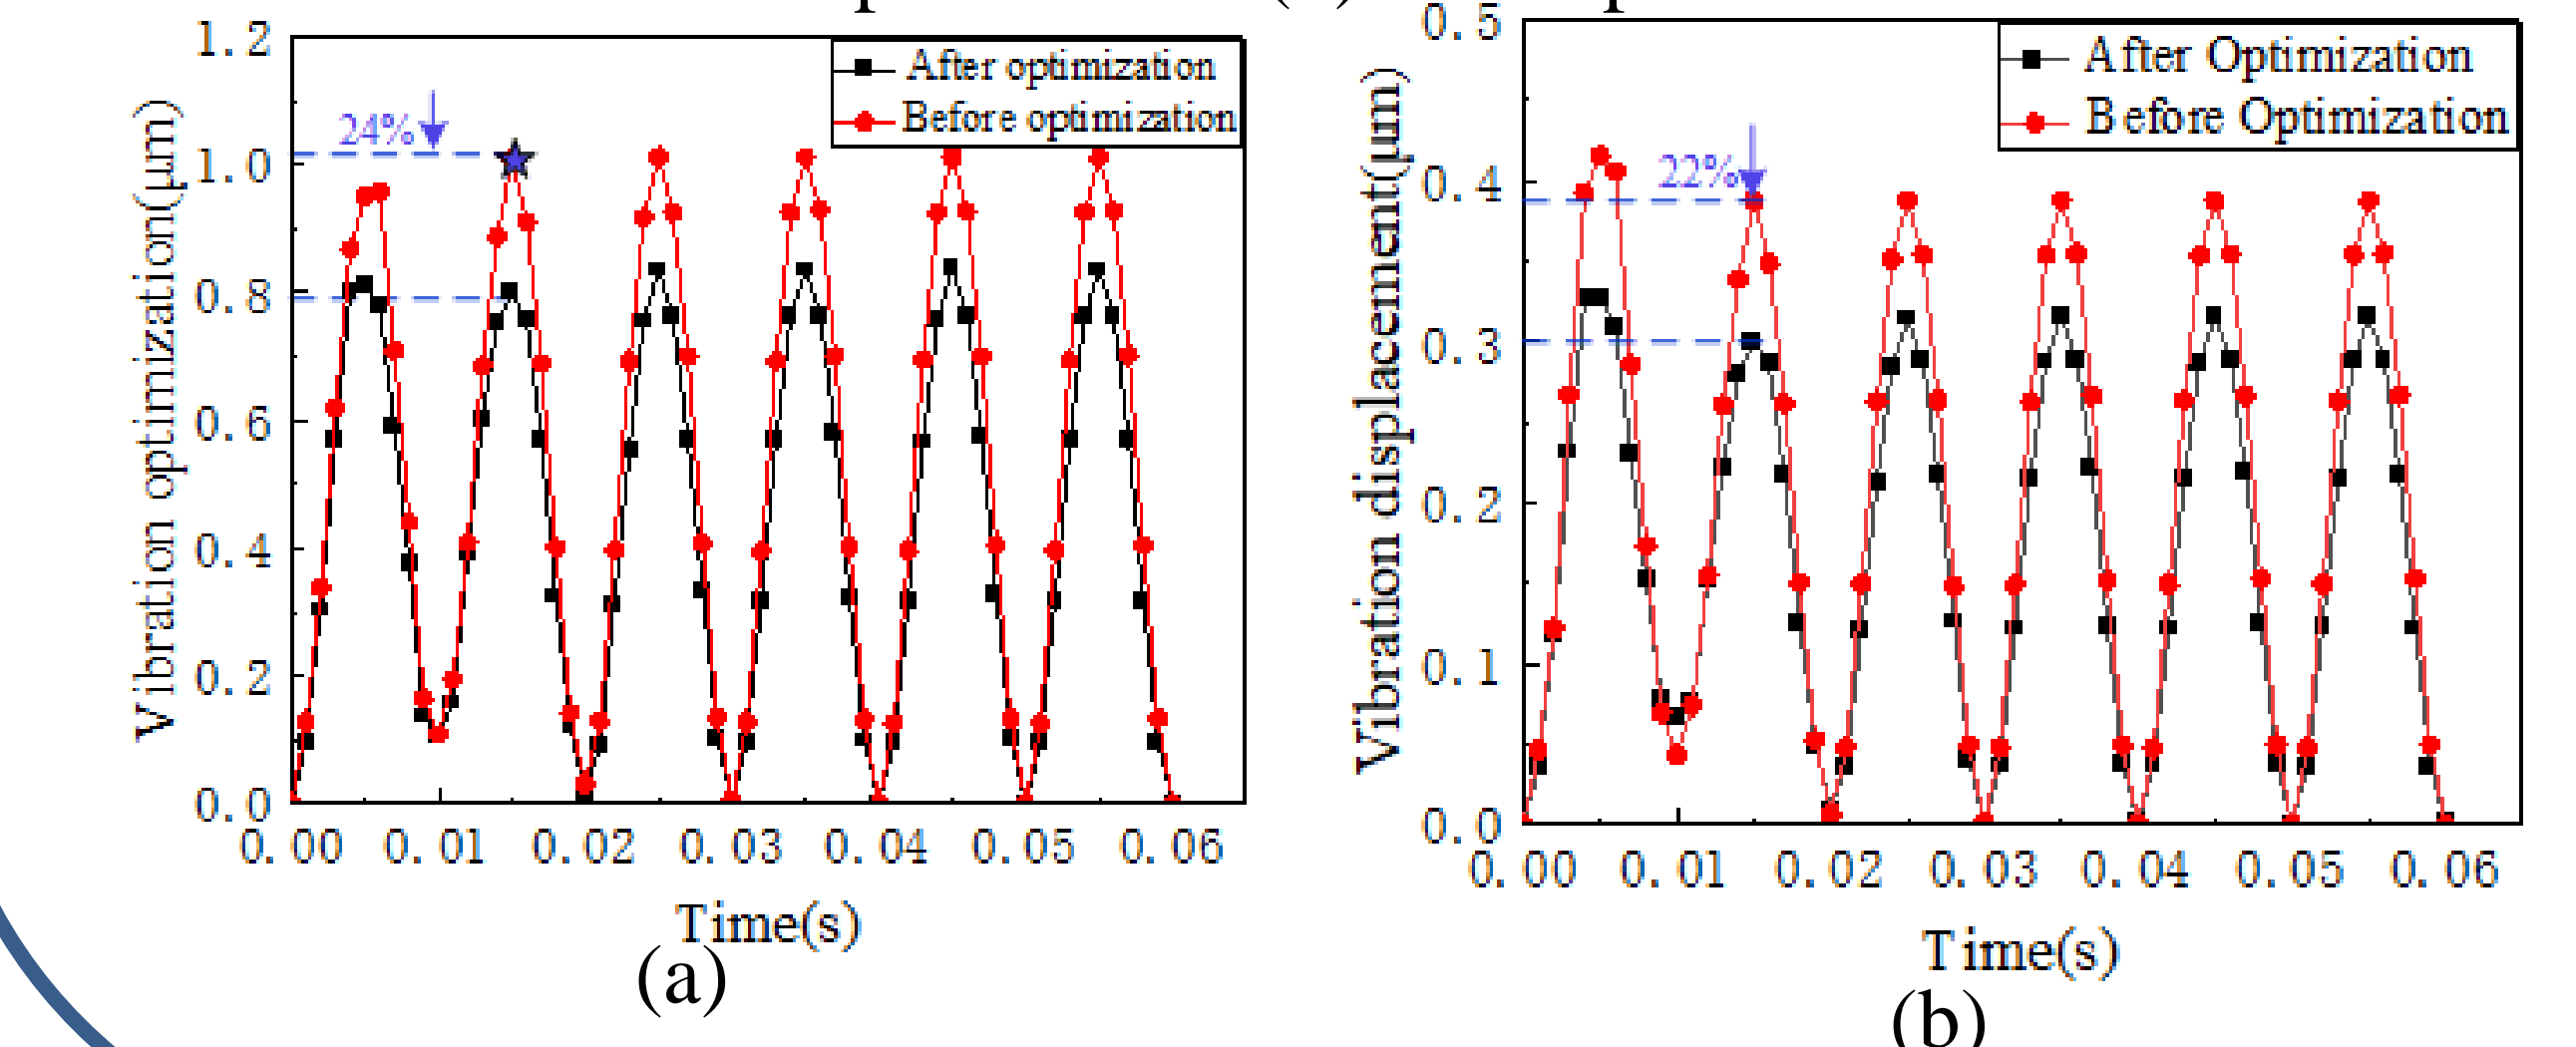 1.2
1.0
0.8
0.6
0.4
0.2
0.0
Vibration optimization(μm)
24%
After optimization
Before optimization
0.00 0.01 0.02 0.03 0.04 0.05 0.06
Time(s)
(a)
0.5
0.4
0.3
0.2
0.1
0.0
Vibration displacement(μm)
22%
After Optimization
Before Optimization
0.00 0.01 0.02 0.03 0.04 0.05 0.06
Time(s)
(b)